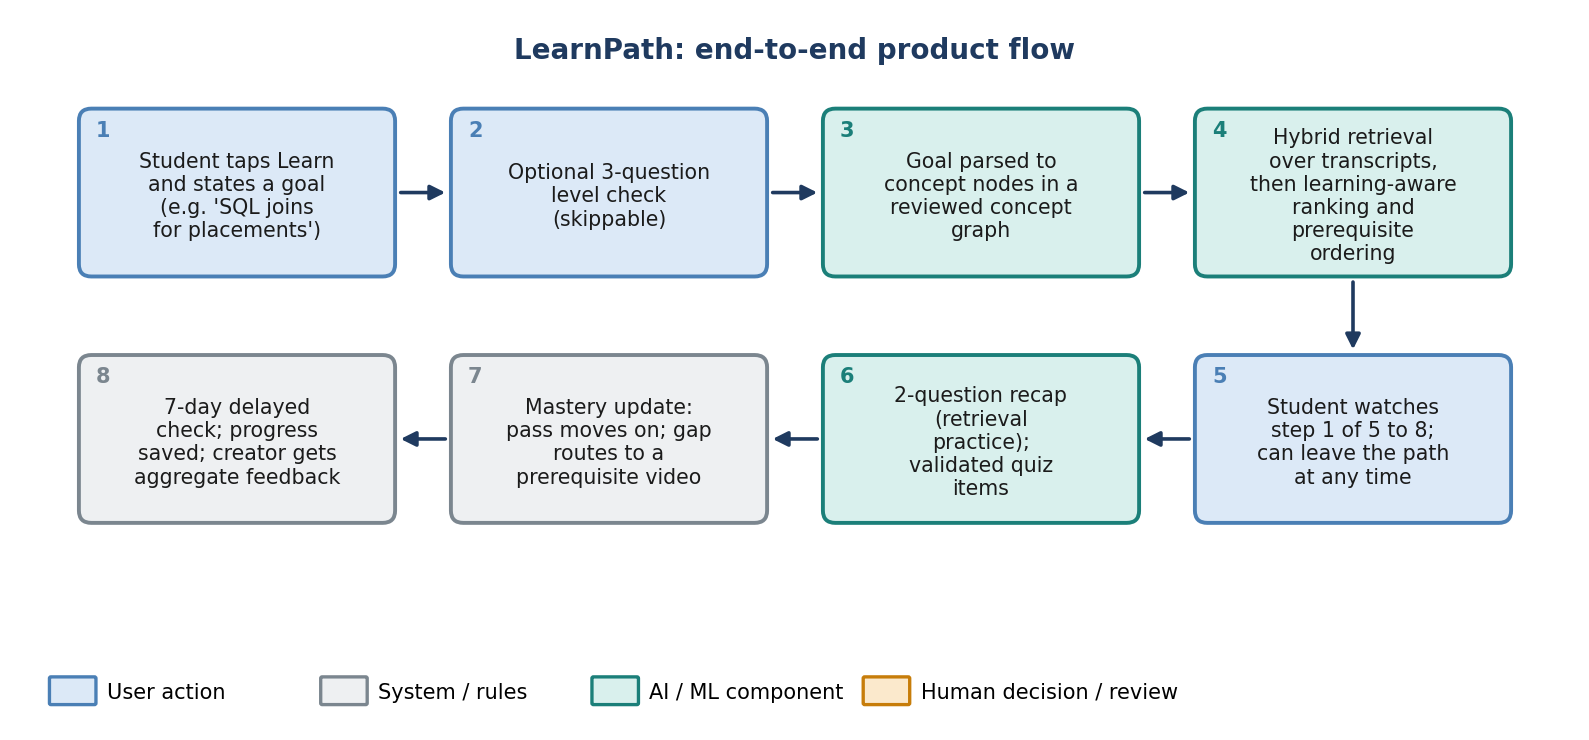 LearnPath: end-to-end product flow
1
Student taps Learn
and states a goal
(e.g. 'SQL joins
for placements')
2
Optional 3-question
level check
(skippable)
3
Goal parsed to
concept nodes in a
reviewed concept
graph
4
Hybrid retrieval
over transcripts,
then learning-aware
ranking and
prerequisite
ordering
5
Student watches
step 1 of 5 to 8;
can leave the path
at any time
6
2-question recap
(retrieval
practice);
validated quiz
items
7
Mastery update:
pass moves on; gap
routes to a
prerequisite video
8
7-day delayed
check; progress
saved; creator gets
aggregate feedback
User action
System / rules
AI / ML component
Human decision / review